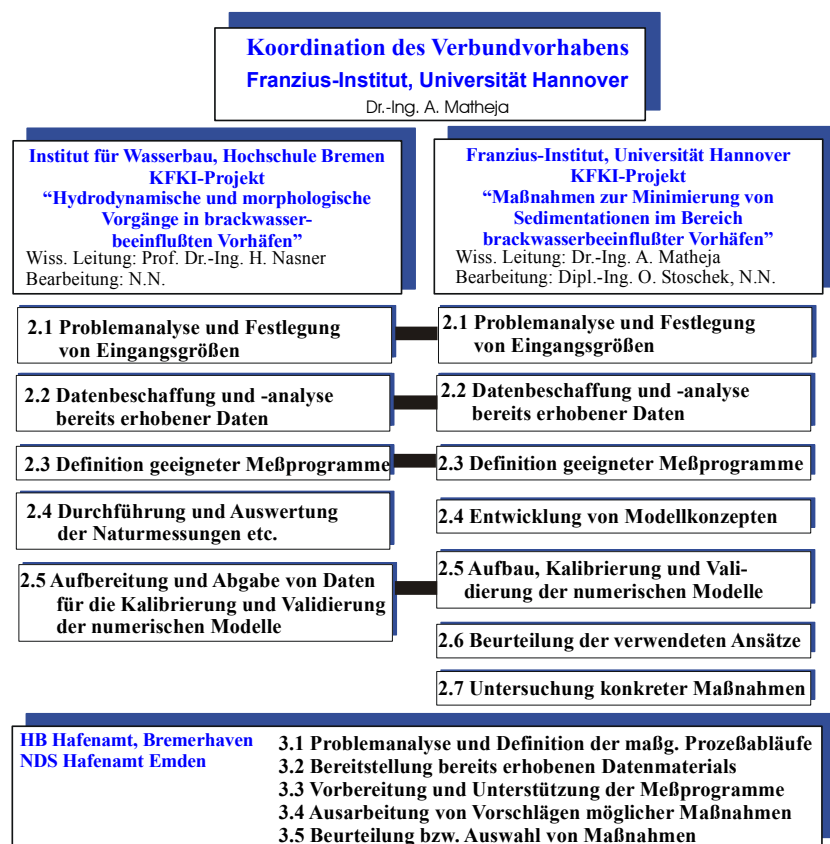 Koordination des Verbundvorhabens
Franzius-Institut, Universität Hannover
Dr.-Ing. A. Matheja
Institut für Wasserbau, Hochschule Bremen
KFKI-Projekt
“Hydrodynamische und morphologische
Vorgänge in brackwasser-
beeinflußten Vorhäfen”
Wiss. Leitung: Prof. Dr.-Ing. H. Nasner
Bearbeitung: N.N.
Franzius-Institut, Universität Hannover
KFKI-Projekt
“Maßnahmen zur Minimierung von
Sedimentationen im Bereich
brackwasserbeeinflußter Vorhäfen”
Wiss. Leitung: Dr.-Ing. A. Matheja
Bearbeitung: Dipl.-Ing. O. Stoschek, N.N.
2.1 Problemanalyse und Festlegung
von Eingangsgrößen
2.1 Problemanalyse und Festlegung
von Eingangsgrößen
2.2 Datenbeschaffung und -analyse
bereits erhobener Daten
2.2 Datenbeschaffung und -analyse
bereits erhobener Daten
2.3 Definition geeigneter Meßprogramme
2.3 Definition geeigneter Meßprogramme
2.4 Durchführung und Auswertung
der Naturmessungen etc.
2.4 Entwicklung von Modellkonzepten
2.5 Aufbereitung und Abgabe von Daten
für die Kalibrierung und Validierung
der numerischen Modelle
2.5 Aufbau, Kalibrierung und Vali-
dierung der numerischen Modelle
2.6 Beurteilung der verwendeten Ansätze
2.7 Untersuchung konkreter Maßnahmen
HB Hafenamt, Bremerhaven
NDS Hafenamt Emden
3.1 Problemanalyse und Definition der maßg. Prozeßabläufe
3.2 Bereitstellung bereits erhobenen Datenmaterials
3.3 Vorbereitung und Unterstützung der Meßprogramme
3.4 Ausarbeitung von Vorschlägen möglicher Maßnahmen
3.5 Beurteilung bzw. Auswahl von Maßnahmen